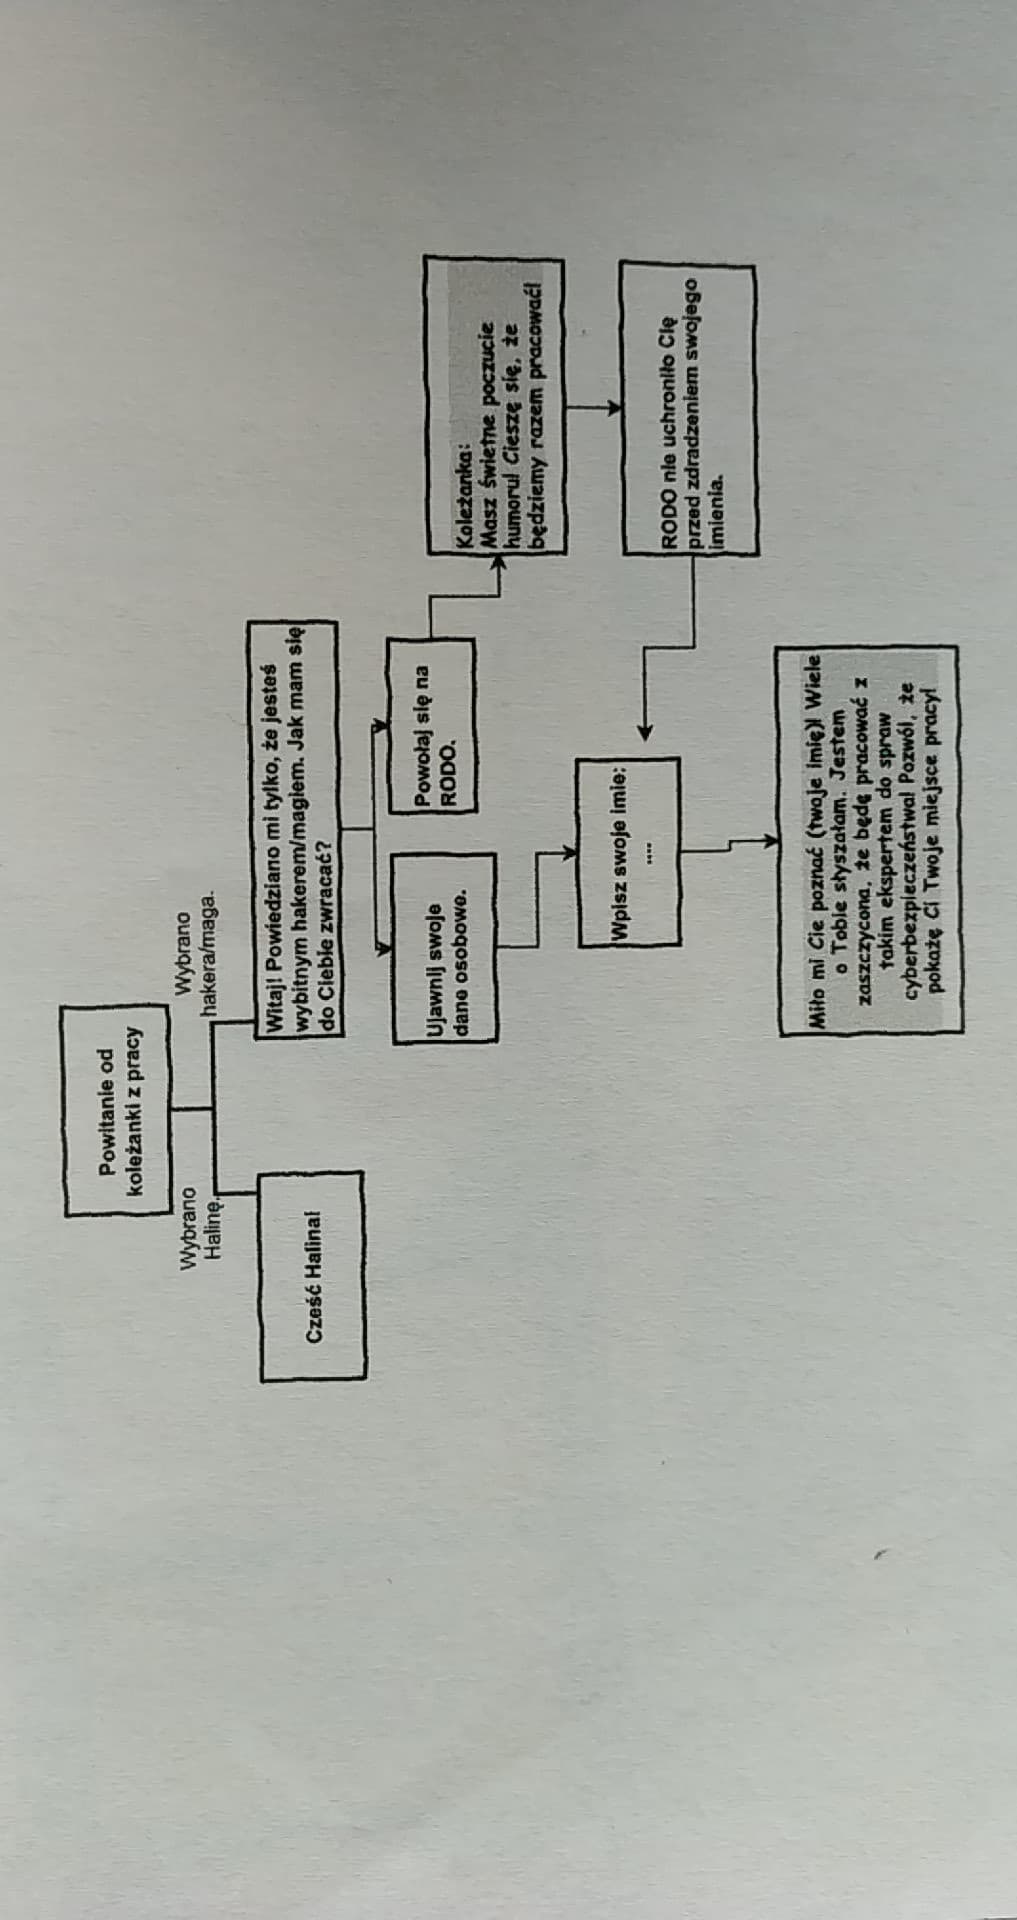 Powitanie od
koleżanki z pracy
Wybrano
Halinę.
Wybrano
hakera/maga.
Cześć Halina!
Witaj! Powiedziano mi tylko, że jesteś
wybitnym hakerem/magiem. Jak mam się
do Ciebie zwracać?
Ujawnij swoje
dane osobowe.
Powołaj się na
RODO.
Koleżanka:
Masz świetne poczucie
humoru! Cieszę się, że
będziemy razem pracować!
RODO nie uchroniło Cię
przed zdradzeniem swojego
imienia.
Wpisz swoje imie:
....
Miło mi Cie poznać (twoje imię)! Wiele
o Tobie słyszałam. Jestem
zaszczycona, że będę pracować z
takim ekspertem do spraw
cyberbezpieczeństwa! Pozwól, że
pokażę Ci Twoje miejsce pracy!